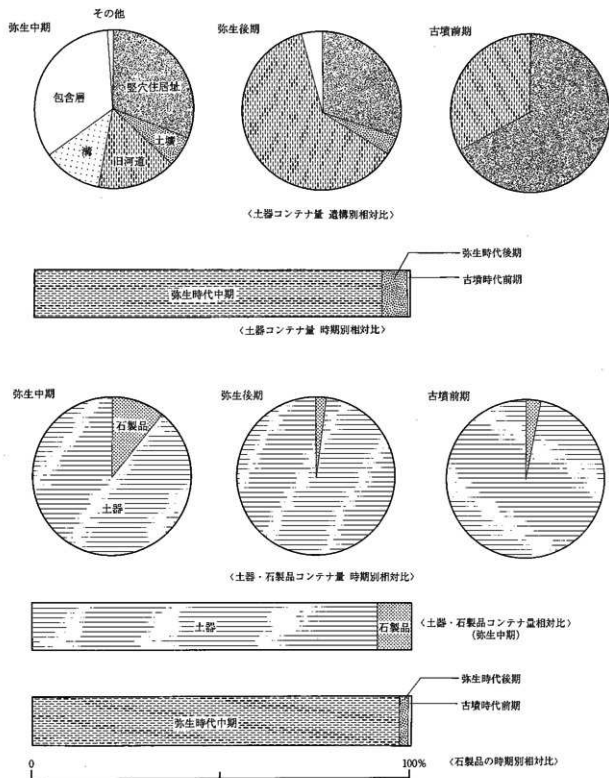 弥生中期
その他
弥生後期
古墳前期
包含層
竪穴住居址
土壙
溝
旧河道
〈土器コンテナ量 遺構別相対比〉
弥生時代後期
古墳時代前期
弥生時代中期
〈土器コンテナ量 時期別相対比〉
弥生中期
弥生後期
古墳前期
石製品
土器
〈土器・石製品コンテナ量 時期別相対比〉
土器
石製品
〈土器・石製品コンテナ量相対比〉
(弥生中期)
弥生時代後期
古墳時代前期
弥生時代中期
0
100%
〈石製品の時期別相対比〉